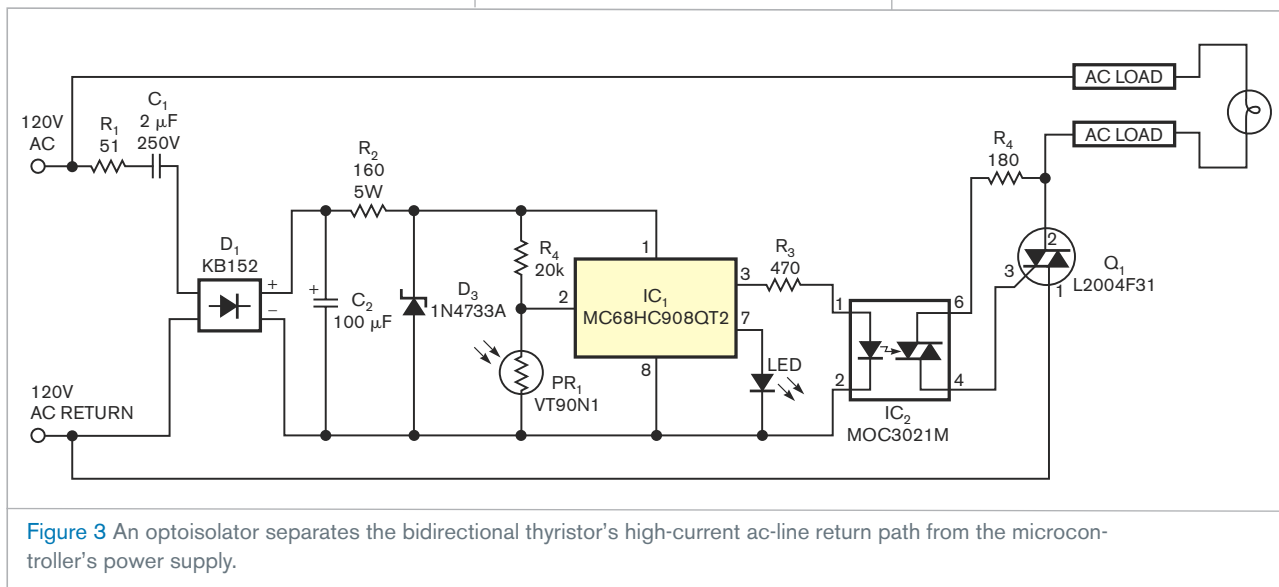 120V
AC
R1
51
C1
2 µF
250V
D1
KB152
+
−
120V
AC RETURN
+
C2
100 µF
R2
160
5W
D3
1N4733A
R4
20k
PR1
VT90N1
1
2
IC1
MC68HC908QT2
3
7
8
R3
470
LED
1
2
6
4
IC2
MOC3021M
R4
180
AC LOAD
AC LOAD
2
3
1
Q1
L2004F31
Figure 3 An optoisolator separates the bidirectional thyristor's high-current ac-line return path from the microcon-
troller's power supply.